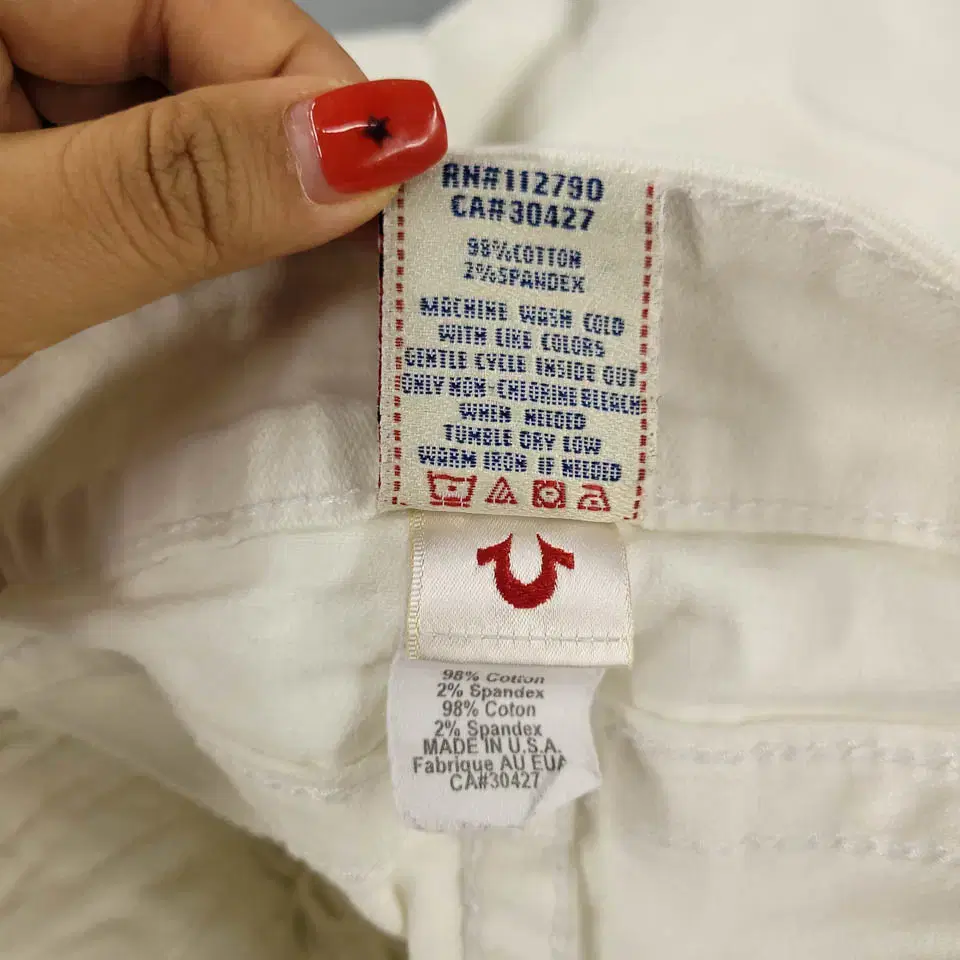 RN#112790
CA#30427
98%COTTON
2%SPANDEX
MACHINE WASH COLD
WITH LIKE COLORS
GENTLE CYCLE INSIDE OUT
ONLY NON-CHLORINE BLEACH
WHEN NEEDED
TUMBLE DRY LOW
WARM IRON IF NEEDED
98% Cotton
2% Spandex
98% Coton
2% Spandex
MADE IN U.S.A.
Fabrique AU EUA
CA#30427